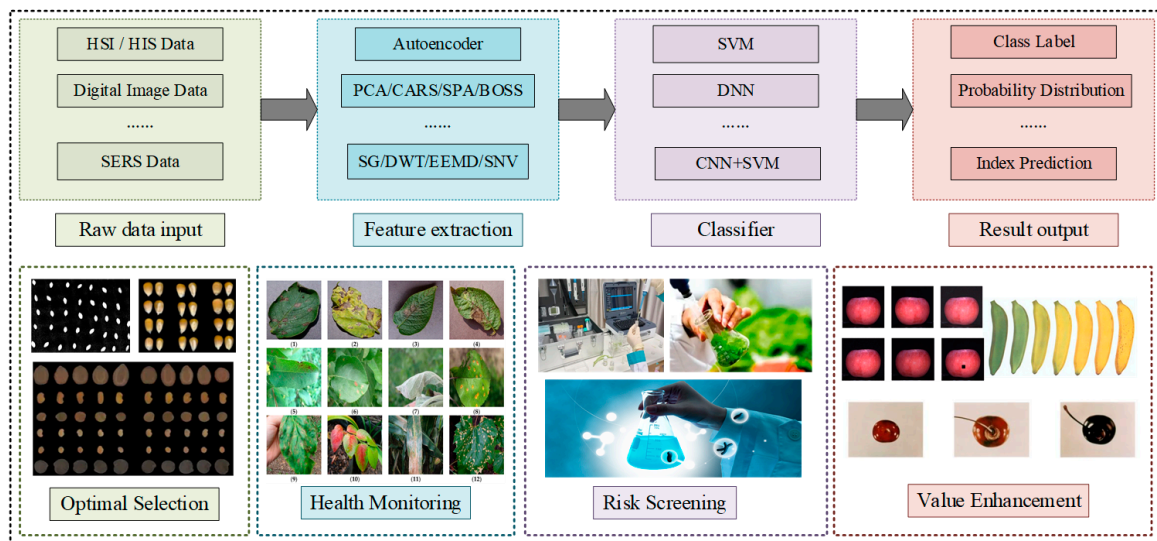 HSI / HIS Data
Digital Image Data
......
SERS Data
Raw data input
Autoencoder
PCA/CARS/SPA/BOSS
......
SG/DWT/EEMD/SNV
Feature extraction
SVM
DNN
......
CNN+SVM
Classifier
Class Label
Probability Distribution
......
Index Prediction
Result output
Optimal Selection
(1) (2) (3) (4)
(5) (6) (7) (8)
(9) (10) (11) (12)
Health Monitoring
Risk Screening
Value Enhancement